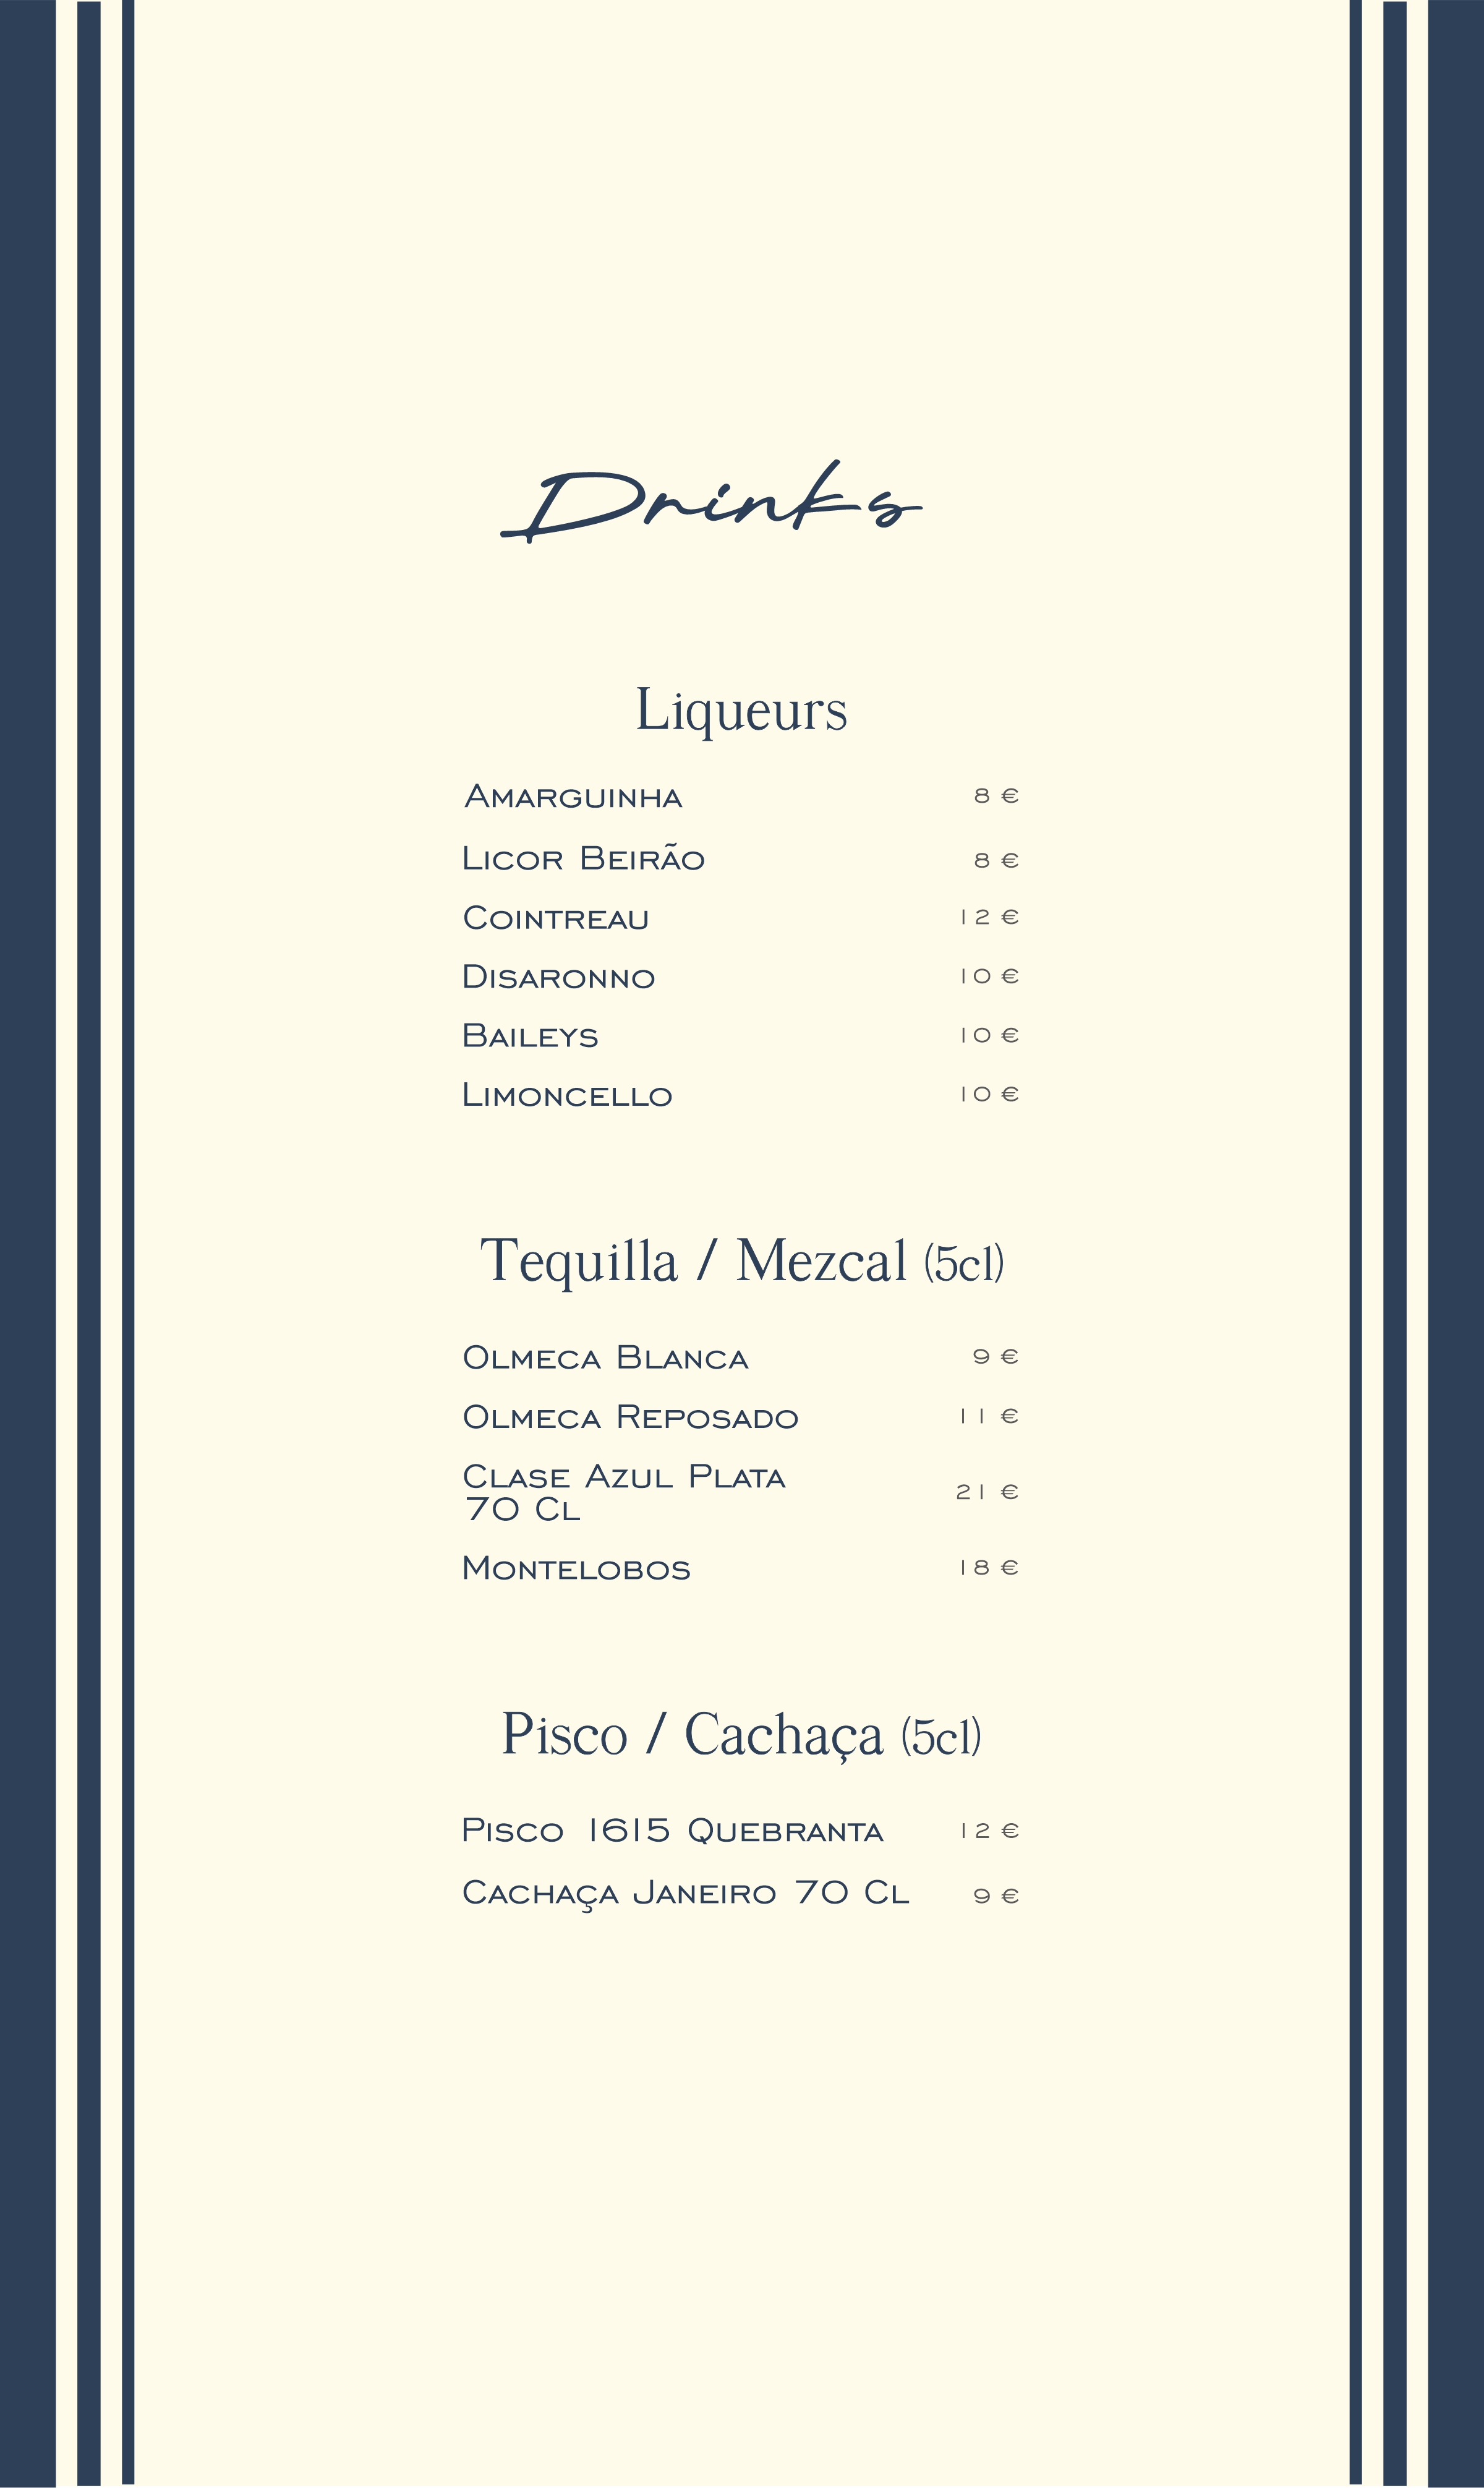 Drinks
Liqueurs
Amarguinha 8 €
Licor Beirão 8 €
Cointreau 12 €
Disaronno 10 €
Baileys 10 €
Limoncello 10 €
Tequilla / Mezcal (5cl)
Olmeca Blanca 9 €
Olmeca Reposado 11 €
Clase Azul Plata
70 Cl 21 €
Montelobos 18 €
Pisco / Cachaça (5cl)
Pisco 1615 Quebranta 12 €
Cachaça Janeiro 70 Cl 9 €